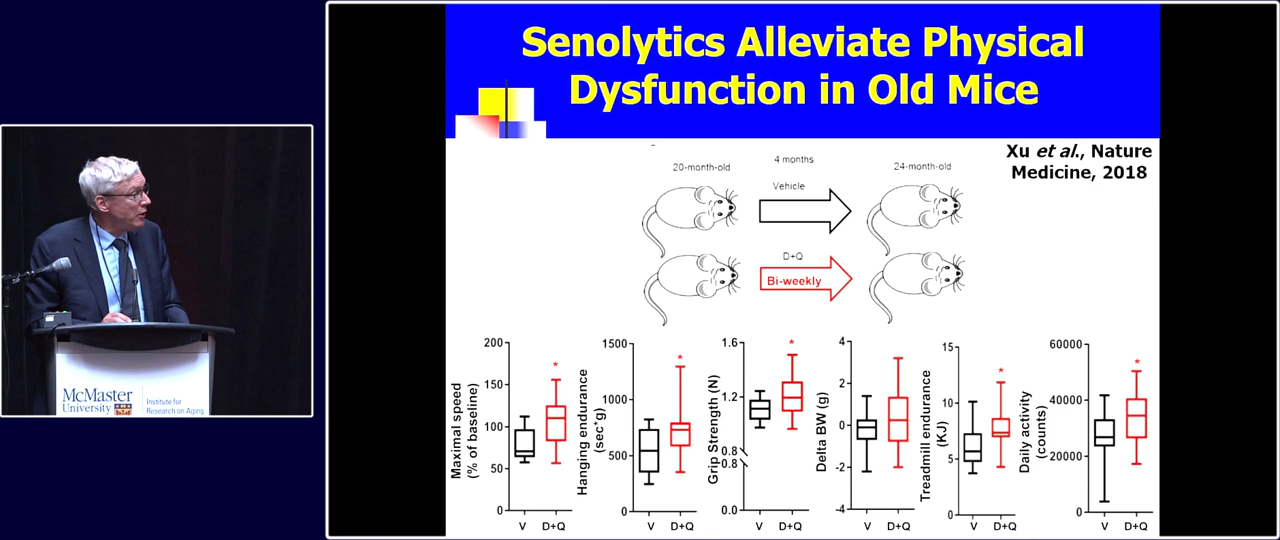 Senolytics Alleviate Physical
Dysfunction in Old Mice
Xu et al., Nature
Medicine, 2018
20-month-old
4 months
24-month-old
Vehicle
D+Q
Bi-weekly
Maximal speed
(% of baseline)
200
150
100
50
0
*
V
D+Q
Hanging endurance
(sec*g)
1500
1000
500
0
*
V
D+Q
Grip Strength (N)
1.6
1.2
0.8
0.8
0.0
*
V
D+Q
Delta BW (g)
4
2
0
-2
-4
V
D+Q
Treadmill endurance
(KJ)
15
10
5
0
*
V
D+Q
Daily activity
(counts)
60000
40000
20000
0
*
V
D+Q
McMaster
University
Institute for
Research on Aging